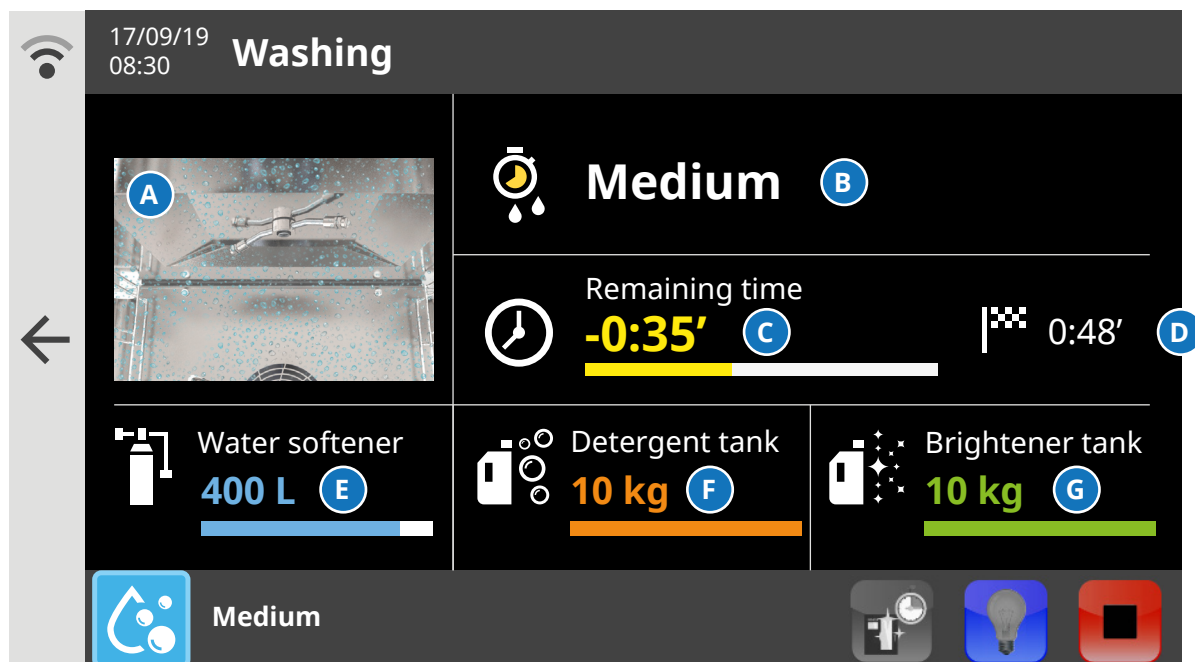 17/09/19
08:30
Washing
A
Medium
B
Remaining time
-0:35’
C
0:48’
D
Water softener
400 L
E
Detergent tank
10 kg
F
Brightener tank
10 kg
G
Medium